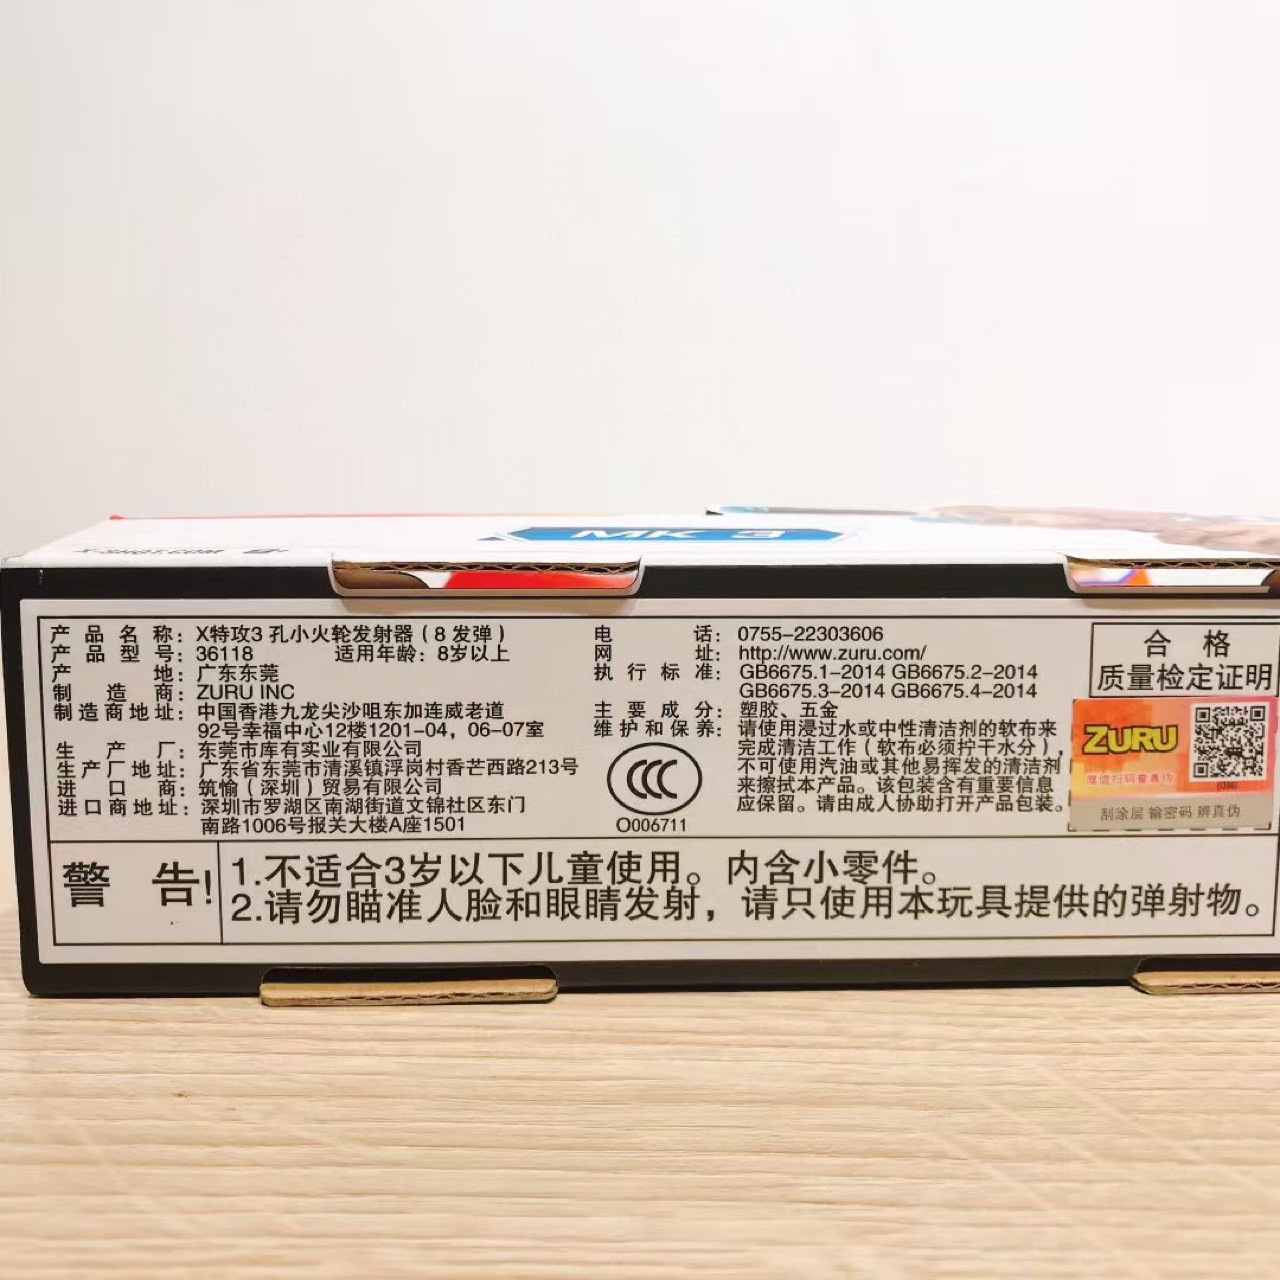 MK 3
产品名称：X特攻3 孔小火轮发射器（8 发弹）
产品型号：36118 适用年龄：8岁以上
产地：广东东莞
制造商：ZURU INC
制造商地址：中国香港九龙尖沙咀东加连威老道
92号幸福中心12楼1201-04，06-07室
生产厂：东莞市库有实业有限公司
生产厂地址：广东省东莞市清溪镇浮岗村香芒西路213号
进口商：筑愉（深圳）贸易有限公司
进口商地址：深圳市罗湖区南湖街道文锦社区东门
南路1006号报关大楼A座1501
电话：0755-22303606
网址：http://www.zuru.com/
执行标准：GB6675.1-2014 GB6675.2-2014
GB6675.3-2014 GB6675.4-2014
主要成分：塑胶、五金
维护和保养：请使用浸过水或中性清洁剂的软布来
完成清洁工作（软布必须拧干水分），
不可使用汽油或其他易挥发的清洁剂
来擦拭本产品。该包装含有重要信息
应保留。请由成人协助打开产品包装。
CCC
O006711
合格
质量检定证明
ZURU
微信扫码查真伪
刮涂层 输密码 辨真伪
警告!
1.不适合3岁以下儿童使用。内含小零件。
2.请勿瞄准人脸和眼睛发射，请只使用本玩具提供的弹射物。